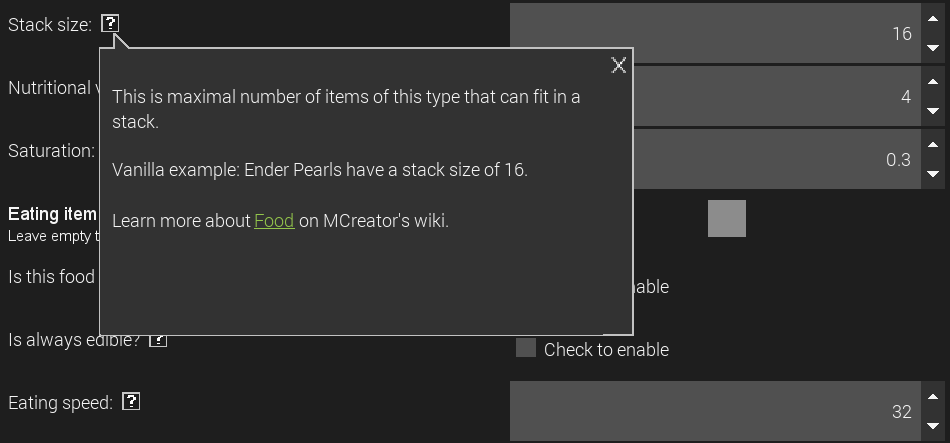 Stack size: ?
16
This is maximal number of items of this type that can fit in a
stack.
Vanilla example: Ender Pearls have a stack size of 16.
Learn more about Food on MCreator's wiki.
Nutritional
4
Saturation:
0.3
Eating item
Leave empty
Is this food
Is always edible? ?
Check to enable
Eating speed: ?
32